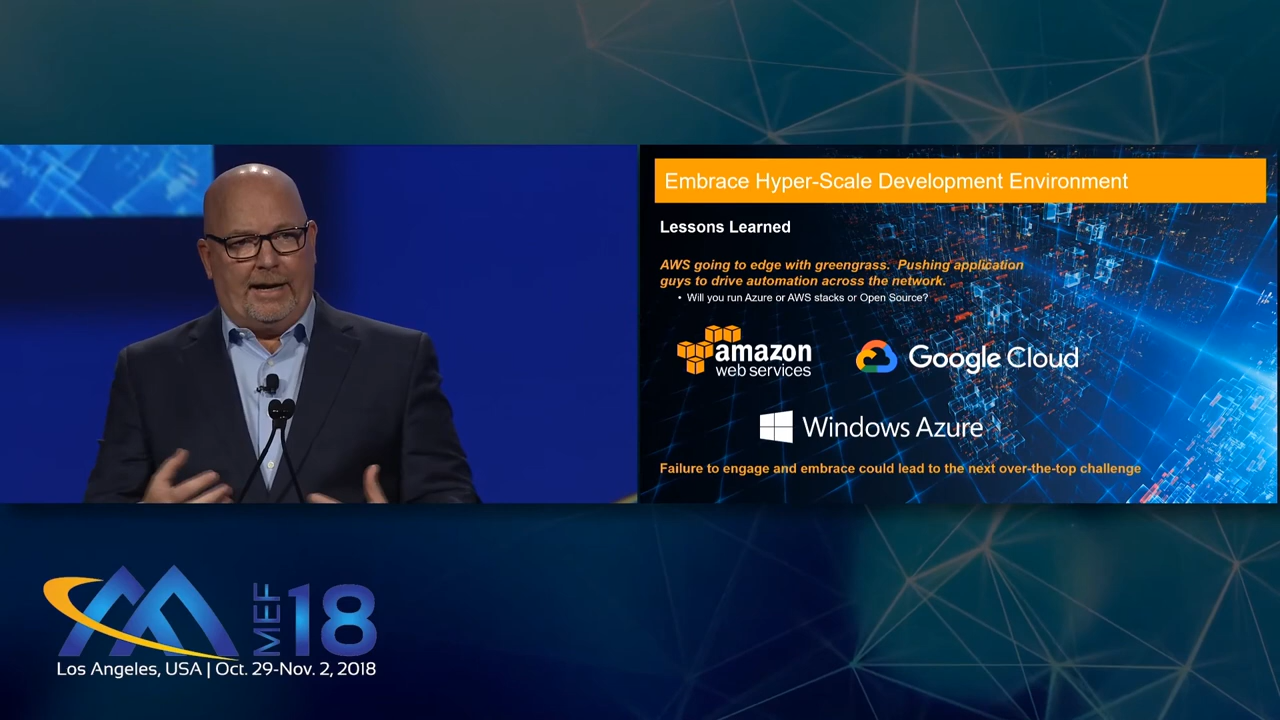 Embrace Hyper-Scale Development Environment
Lessons Learned
AWS going to edge with greengrass. Pushing application
guys to drive automation across the network.
• Will you run Azure or AWS stacks or Open Source?
amazon
web services
Google Cloud
Windows Azure
Failure to engage and embrace could lead to the next over-the-top challenge
MEF 18
Los Angeles, USA | Oct. 29-Nov. 2, 2018